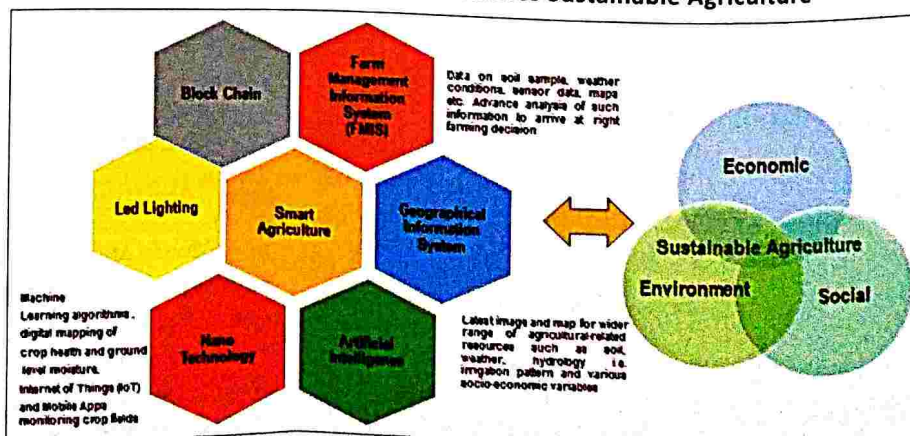 Sustainable Agriculture
Block Chain
Farm
Management
Information
System
(FMIS)
Data on soil sample, weather
conditions, sensor data, maps
etc. Advance analysis of such
information to arrive at right
farming decision
Led Lighting
Smart
Agriculture
Geographical
Information
System
Economic
Sustainable Agriculture
Environment
Social
Machine
Learning algorithms,
digital mapping of
crop health and ground
level moisture.
Internet of Things (IoT)
and Mobile Apps
monitoring crop fields
Nano
Technology
Artificial
Intelligence
Latest image and map for wider
range of agricultural-related
resources such as soil,
weather, hydrology i.e.
irrigation pattern and various
socio-economic variables